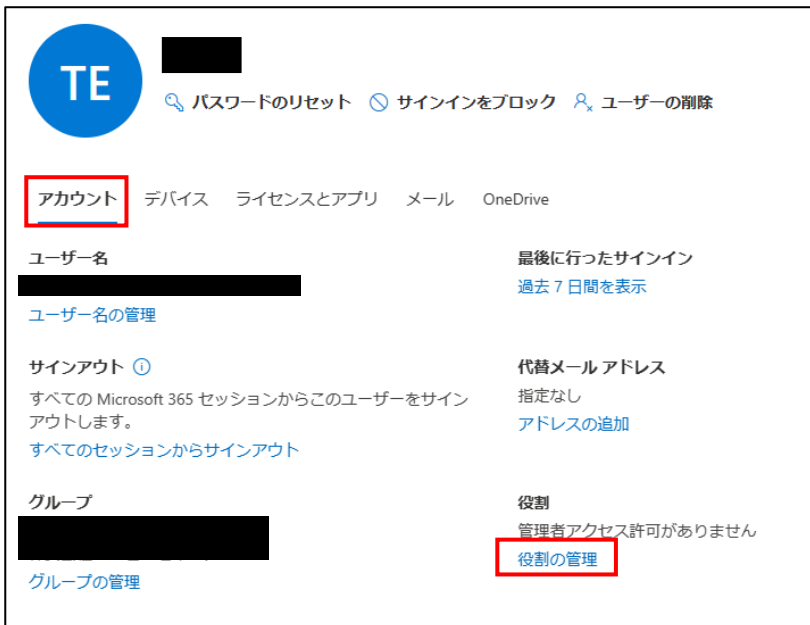 TE
パスワードのリセット サインインをブロック ユーザーの削除
アカウント デバイス ライセンスとアプリ メール OneDrive
ユーザー名
ユーザー名の管理
最後に行ったサインイン
過去 7 日間を表示
サインアウト
すべての Microsoft 365 セッションからこのユーザーをサイン
アウトします。
すべてのセッションからサインアウト
代替メール アドレス
指定なし
アドレスの追加
グループ
グループの管理
役割
管理者アクセス許可がありません
役割の管理